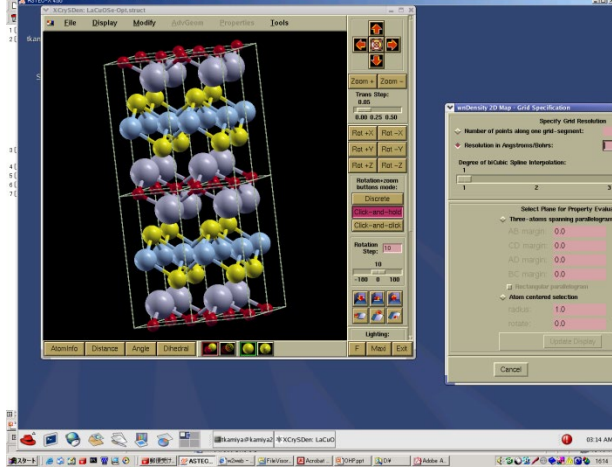 ASTEC-X
XCrySDen: LaCuOSe-Opt.struct
File Display Modify AdvGeom Properties Tools
Zoom + Zoom -
Trans Step:
0.05
0.00 0.25 0.50
Rot +X Rot -X
Rot +Y Rot -Y
Rot +Z Rot -Z
Rotation+zoom
buttons mode:
Discrete
Click-and-hold
Click-and-click
Rotation
Step: 10
10
-180 0 180
Lighting:
AtomInfo Distance Angle Dihedral
F Maxi Exit
wnDensity 2D Map - Grid Specification
Specify Grid Resolution
Number of points along one grid-segment:
Resolution in Angstroms/Bohrs:
Degree of biCubic Spline Interpolation:
1
1 2 3
Select Plane for Property Evalua
Three-atoms spanning parallelogram
AB margin: 0.0
CD margin: 0.0
AD margin: 0.0
BC margin: 0.0
Rectangular parallelogram
Atom centered selection
Radius: 1.0
rotate: 0.0
Update Display
Cancel
tkamiya@kamiya2
XCrySDen: LaCuO
03:14 AM
スタート
ASTEC...
w2web -...
FileVisor...
Acrobat...
OHP.ppt
D:¥
Adobe A...